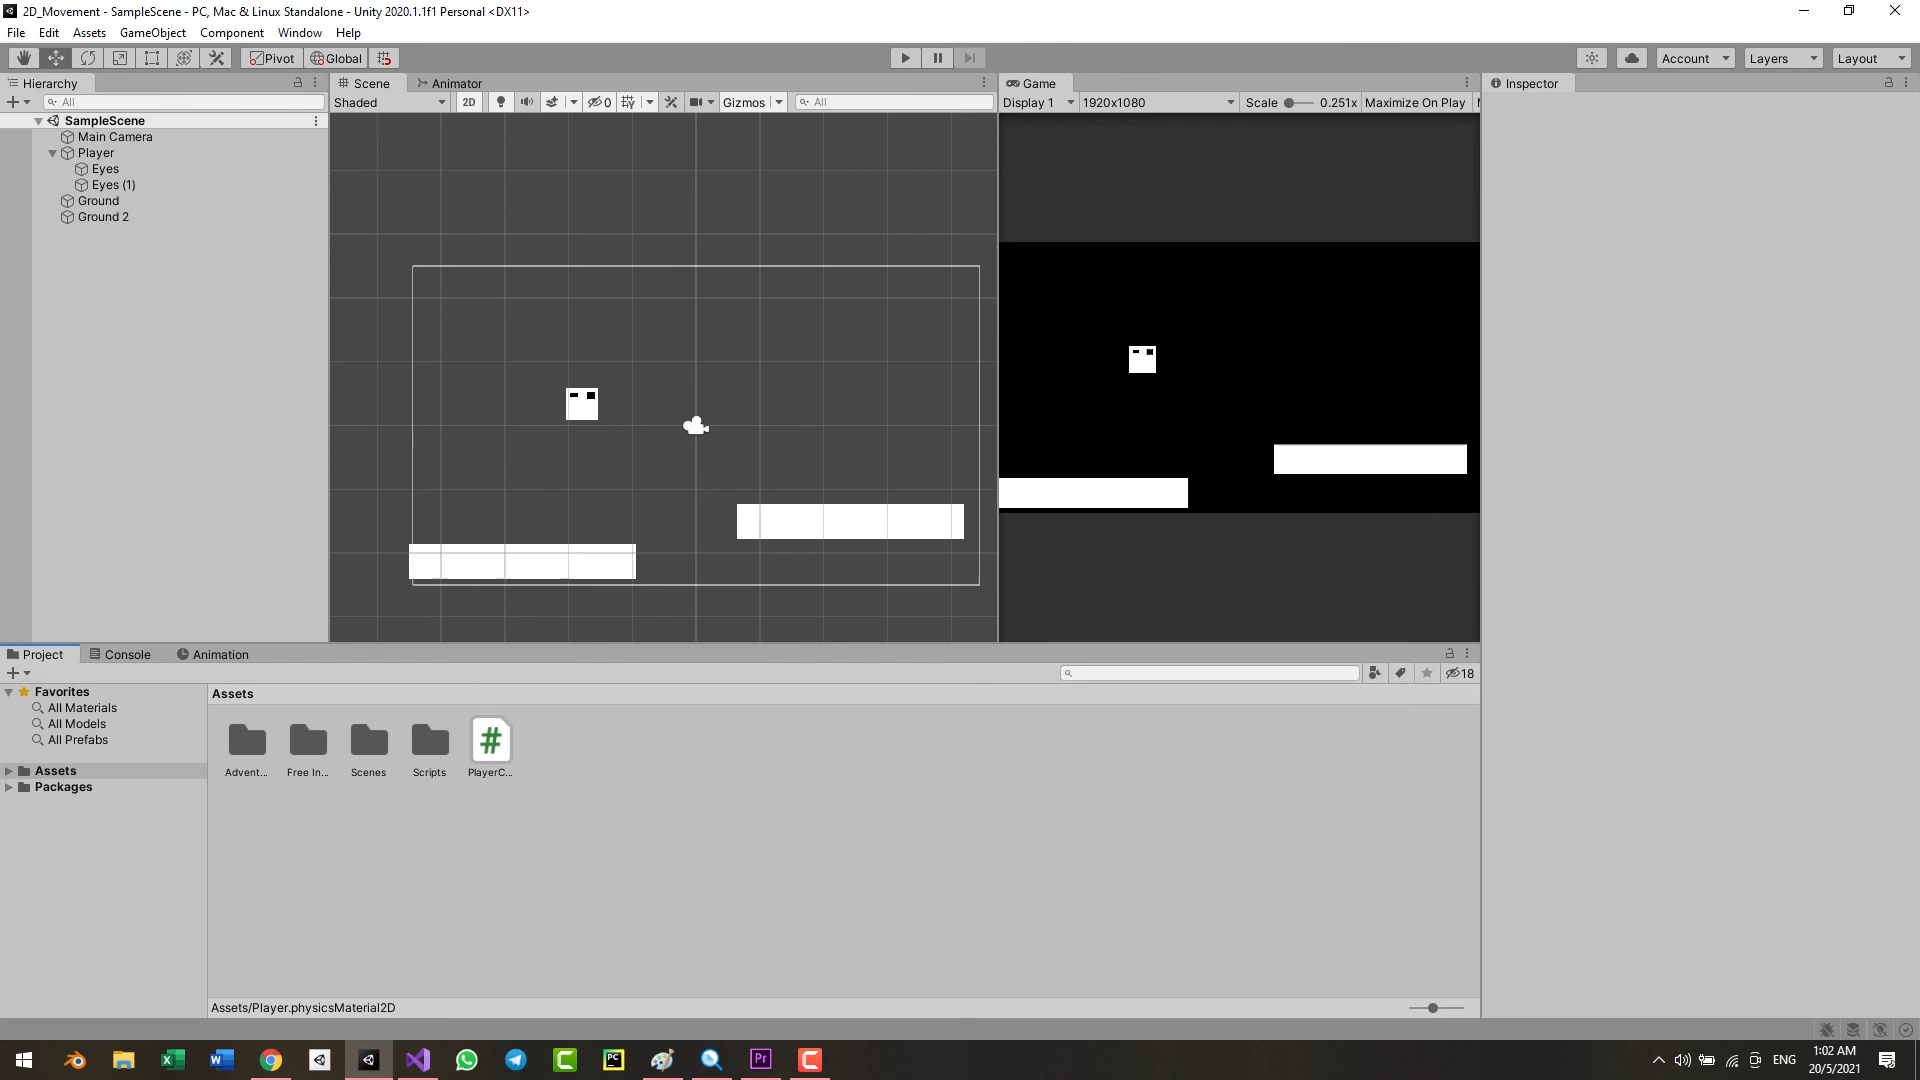 2D_Movement - SampleScene - PC, Mac & Linux Standalone - Unity 2020.1.1f1 Personal <DX11>
File Edit Assets GameObject Component Window Help
Pivot Global Account Layers Layout
Hierarchy
All
SampleScene
Main Camera
Player
Eyes
Eyes (1)
Ground
Ground 2
Scene Animator
Shaded 2D 0 Gizmos All
Game
Display 1 1920x1080 Scale 0.251x Maximize On Play
Inspector
Project Console Animation
18
Favorites
All Materials
All Models
All Prefabs
Assets
Packages
Assets
Advent... Free In... Scenes Scripts PlayerC...
Assets/Player.physicsMaterial2D
ENG
1:02 AM
20/5/2021